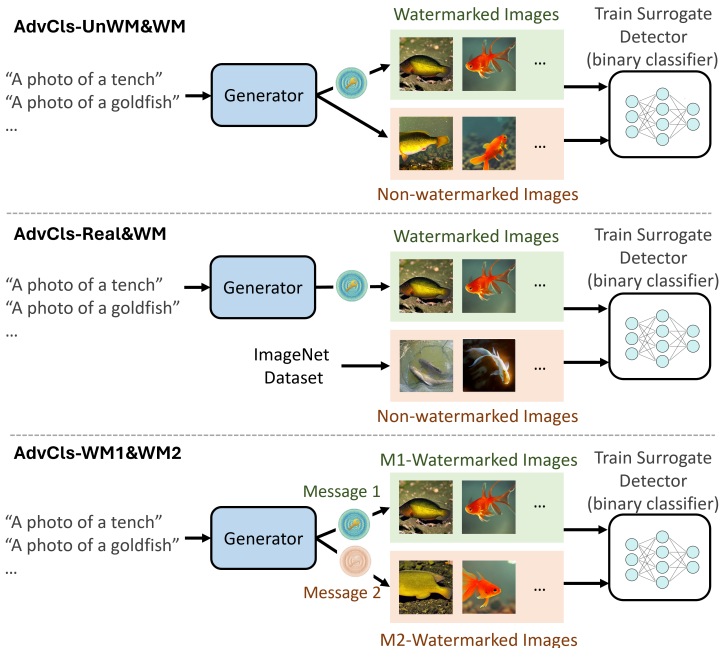 AdvCls-UnWM&WM
Watermarked Images
Train Surrogate
Detector
(binary classifier)
“A photo of a tench”
“A photo of a goldfish”
...
Generator
...
...
Non-watermarked Images
AdvCls-Real&WM
Watermarked Images
Train Surrogate
Detector
(binary classifier)
“A photo of a tench”
“A photo of a goldfish”
...
Generator
...
ImageNet
Dataset
...
Non-watermarked Images
AdvCls-WM1&WM2
M1-Watermarked Images
Train Surrogate
Detector
(binary classifier)
Message 1
“A photo of a tench”
“A photo of a goldfish”
...
Generator
...
Message 2
...
M2-Watermarked Images